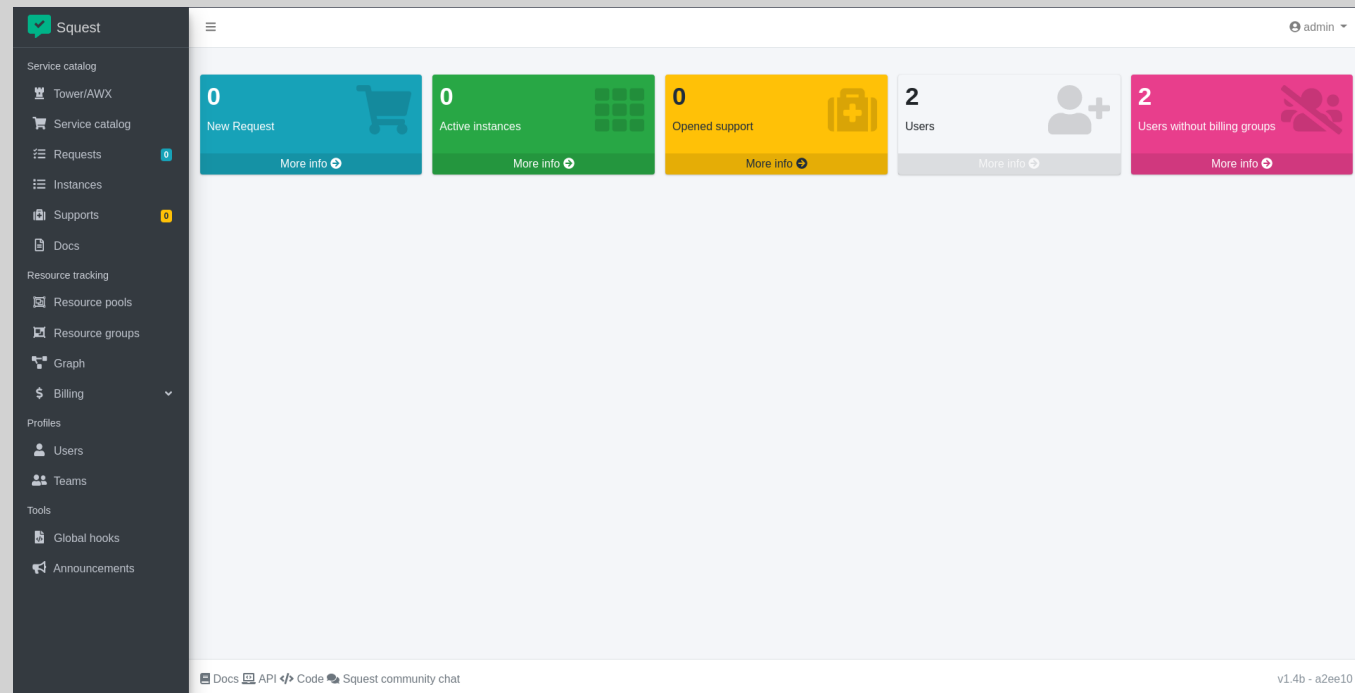 Squest
admin
Service catalog
Tower/AWX
Service catalog
Requests 0
Instances
Supports 0
Docs
Resource tracking
Resource pools
Resource groups
Graph
Billing
Profiles
Users
Teams
Tools
Global hooks
Announcements
0
New Request
More info
0
Active instances
More info
0
Opened support
More info
2
Users
More info
2
Users without billing groups
More info
Docs API Code Squest community chat
v1.4b - a2ee10